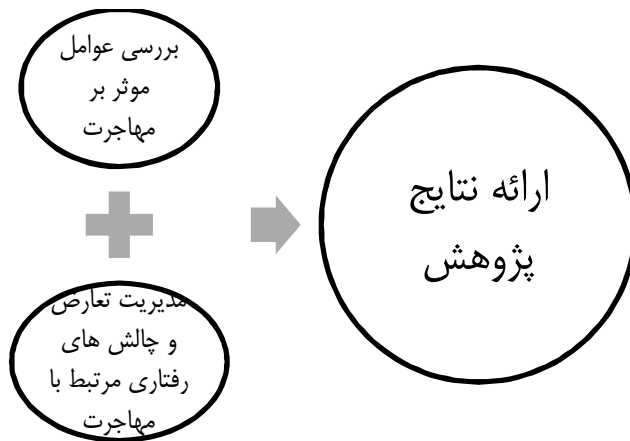 بررسی عوامل
موثر بر
مهاجرت
مدیریت تعارض
و چالش های
رفتاری مرتبط با
مهاجرت
ارائه نتایج
پژوهش